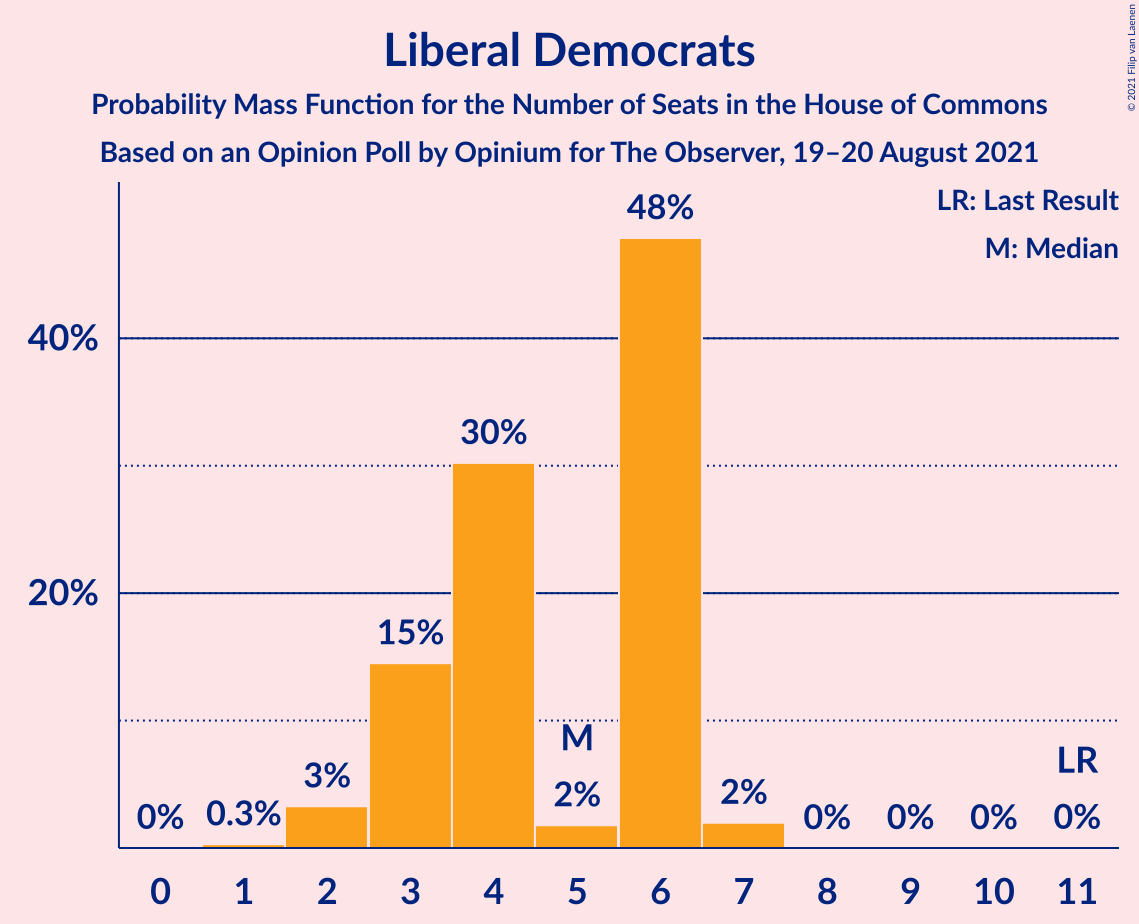 Liberal Democrats
Probability Mass Function for the Number of Seats in the House of Commons
Based on an Opinion Poll by Opinium for The Observer, 19–20 August 2021
© 2021 Filip van Laenen
LR: Last Result
M: Median
48%
40%
30%
20%
15%
M
LR
0%
0.3%
3%
2%
2%
0%
0%
0%
0%
0 1 2 3 4 5 6 7 8 9 10 11